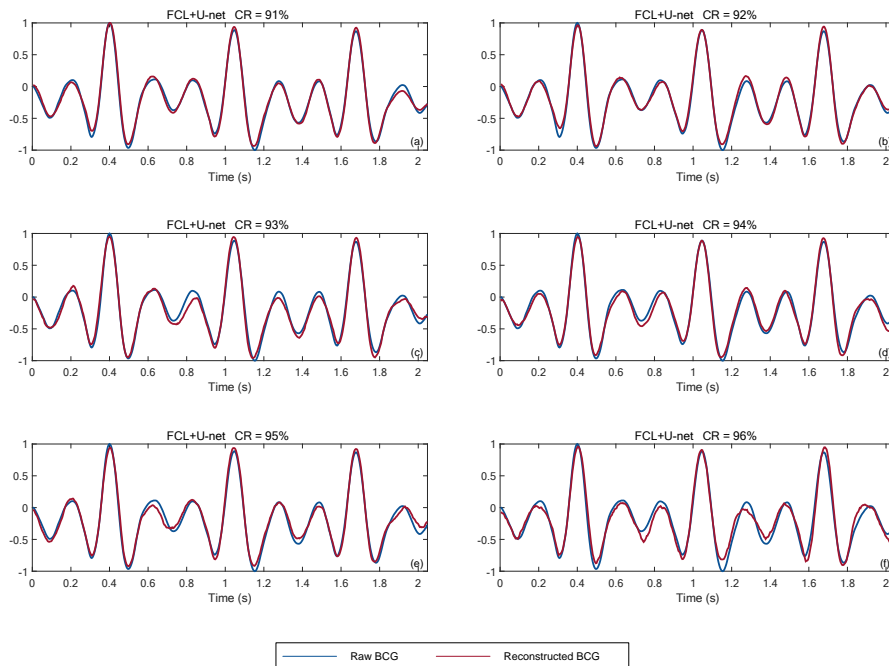 FCL+U-net CR = 91%
1
0.5
0
-0.5
-1
(a)
0 0.2 0.4 0.6 0.8 1 1.2 1.4 1.6 1.8 2
Time (s)
FCL+U-net CR = 92%
1
0.5
0
-0.5
-1
(b)
0 0.2 0.4 0.6 0.8 1 1.2 1.4 1.6 1.8 2
Time (s)
FCL+U-net CR = 93%
1
0.5
0
-0.5
-1
(c)
0 0.2 0.4 0.6 0.8 1 1.2 1.4 1.6 1.8 2
Time (s)
FCL+U-net CR = 94%
1
0.5
0
-0.5
-1
(d)
0 0.2 0.4 0.6 0.8 1 1.2 1.4 1.6 1.8 2
Time (s)
FCL+U-net CR = 95%
1
0.5
0
-0.5
-1
(e)
0 0.2 0.4 0.6 0.8 1 1.2 1.4 1.6 1.8 2
Time (s)
FCL+U-net CR = 96%
1
0.5
0
-0.5
-1
(f)
0 0.2 0.4 0.6 0.8 1 1.2 1.4 1.6 1.8 2
Time (s)
Raw BCG Reconstructed BCG